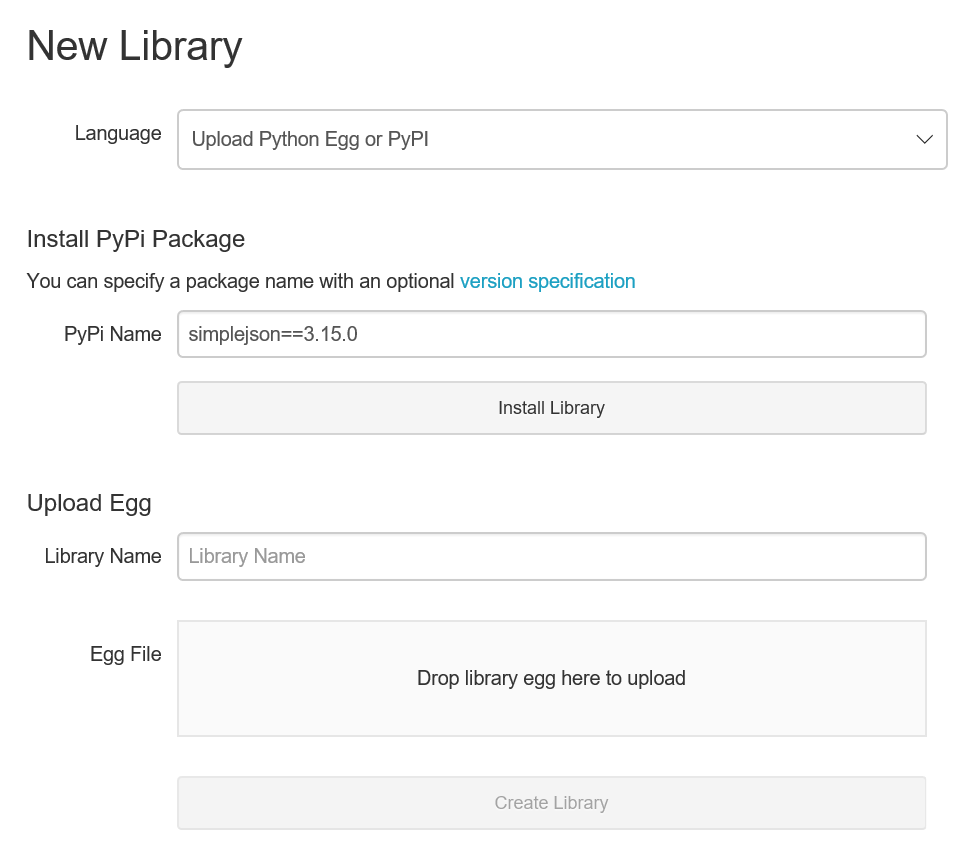 New Library
Language
Upload Python Egg or PyPI
Install PyPi Package
You can specify a package name with an optional version specification
PyPi Name
simplejson==3.15.0
Install Library
Upload Egg
Library Name
Library Name
Egg File
Drop library egg here to upload
Create Library